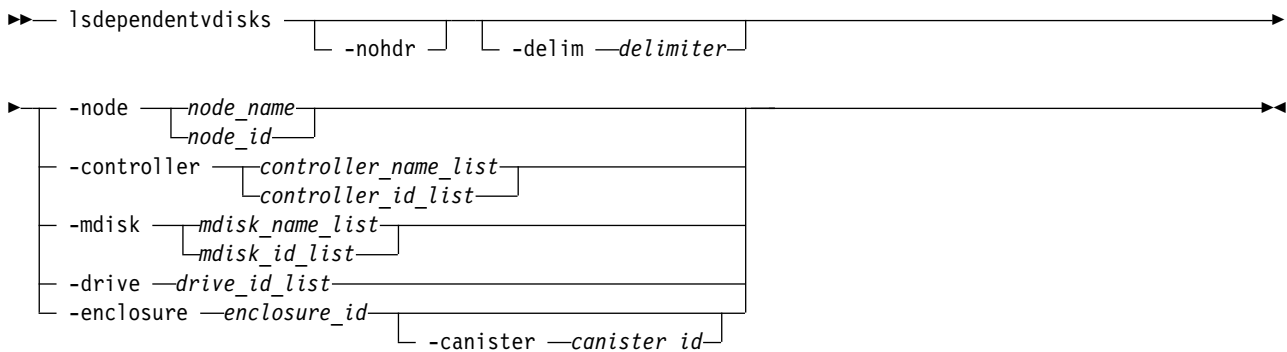 lsdependentvdisks
-nohdr
-delim delimiter
-node node_name
node_id
-controller controller_name_list
controller_id_list
-mdisk mdisk_name_list
mdisk_id_list
-drive drive_id_list
-enclosure enclosure_id
-canister canister id